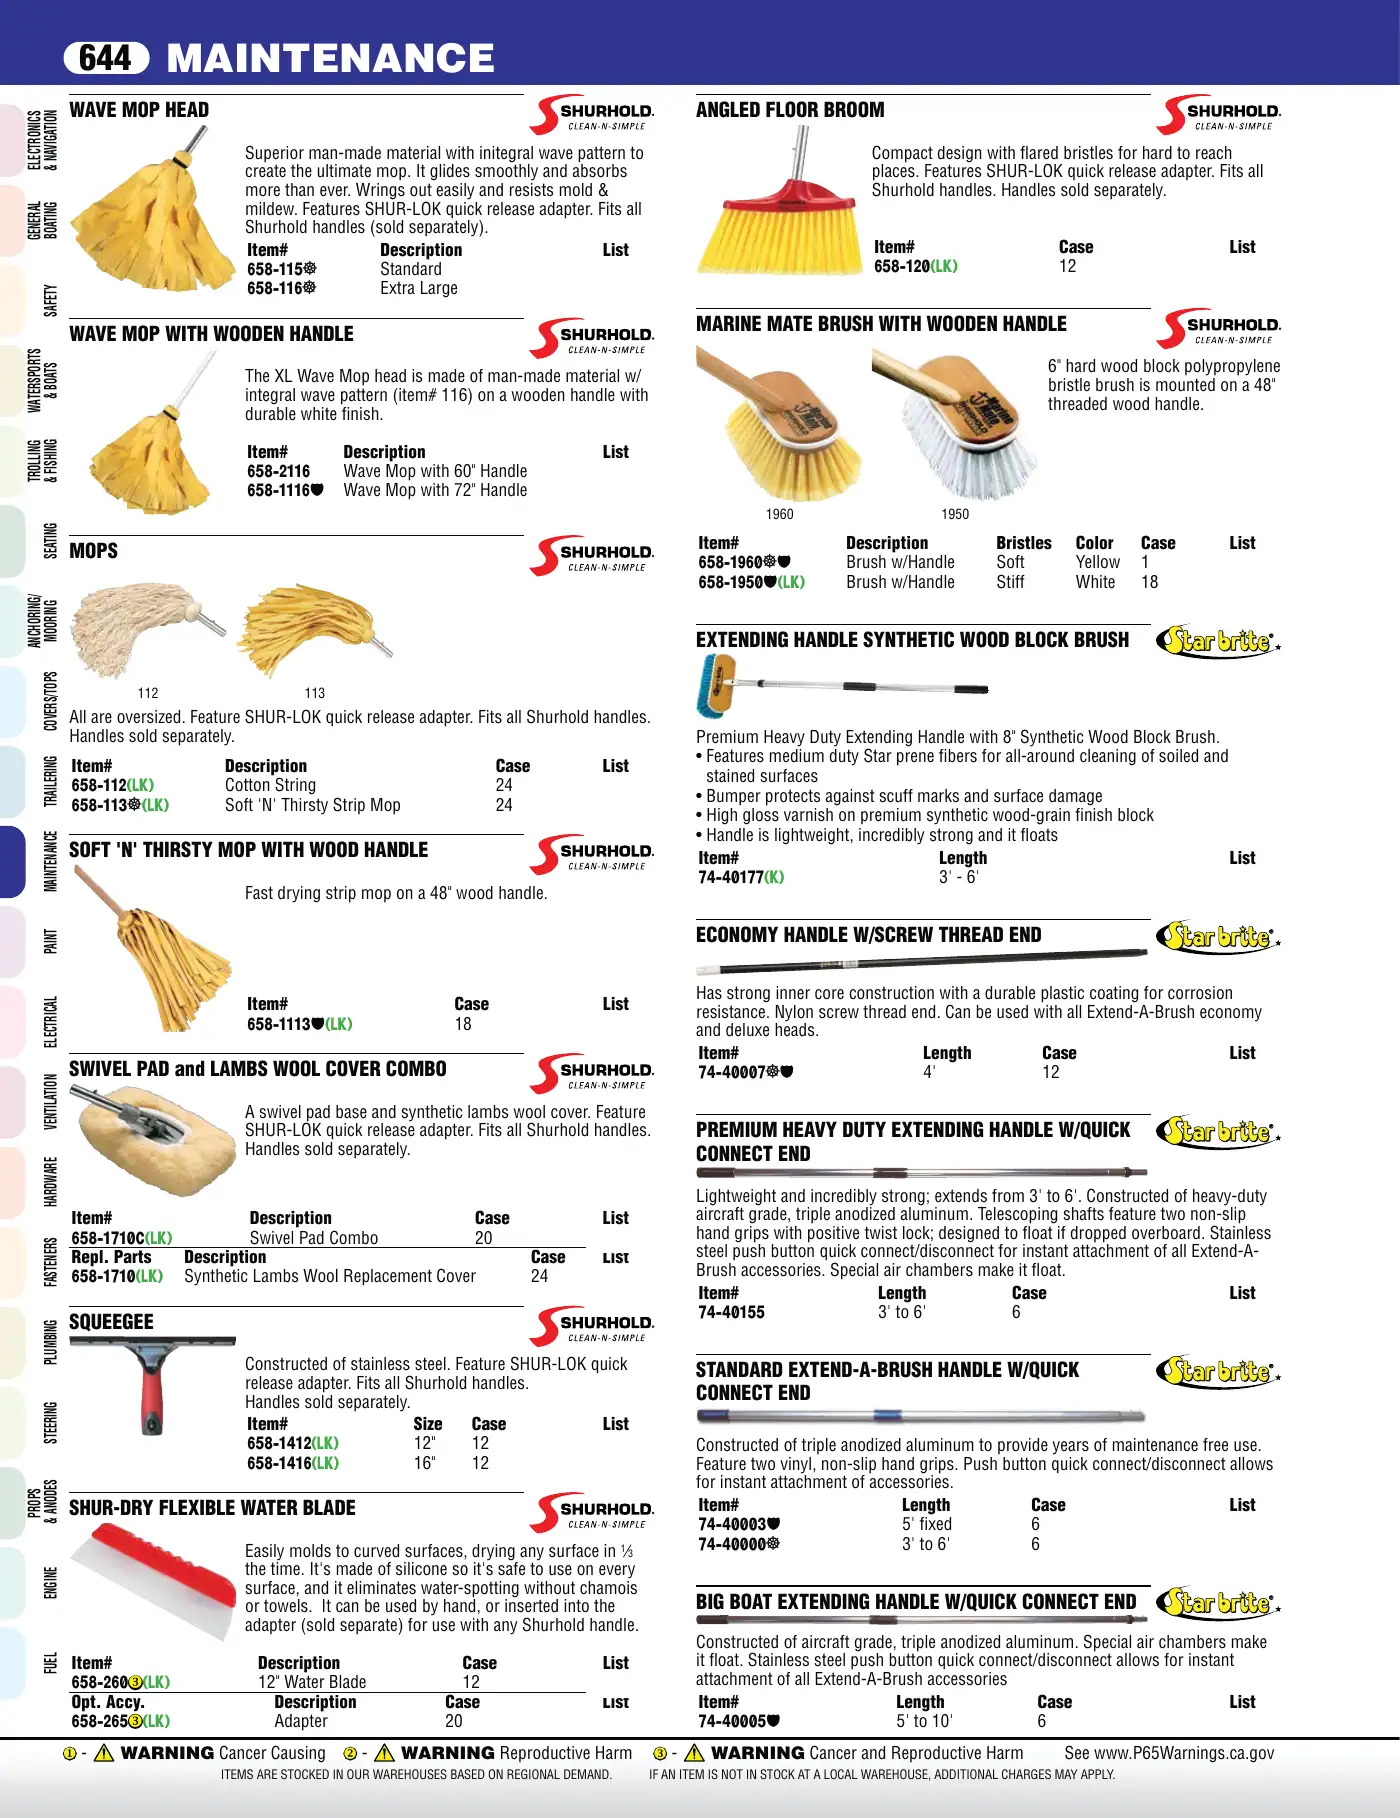 644 MAINTENANCE
ELECTRONICS
& NAVIGATION
GENERAL
BOATING
SAFETY
WATERSPORTS
& BOATS
TROLLING
& FISHING
SEATING
ANCHORING/
MOORING
COVERS/TOPS
TRAILERING
MAINTENANCE
PAINT
ELECTRICAL
VENTILATION
HARDWARE
FASTENERS
PLUMBING
STEERING
PROPS
& ANODES
ENGINE
FUEL
WAVE MOP HEAD
SHURHOLD.
CLEAN-N-SIMPLE
Superior man-made material with initegral wave pattern to
create the ultimate mop. It glides smoothly and absorbs
more than ever. Wrings out easily and resists mold &
mildew. Features SHUR-LOK quick release adapter. Fits all
Shurhold handles (sold separately).
Item# Description List
658-115 Standard
658-116 Extra Large
WAVE MOP WITH WOODEN HANDLE
SHURHOLD.
CLEAN-N-SIMPLE
The XL Wave Mop head is made of man-made material w/
integral wave pattern (item# 116) on a wooden handle with
durable white finish.
Item# Description List
658-2116 Wave Mop with 60" Handle
658-1116 Wave Mop with 72" Handle
MOPS
SHURHOLD.
CLEAN-N-SIMPLE
112 113
All are oversized. Feature SHUR-LOK quick release adapter. Fits all Shurhold handles.
Handles sold separately.
Item# Description Case List
658-112(LK) Cotton String 24
658-113(LK) Soft 'N' Thirsty Strip Mop 24
SOFT 'N' THIRSTY MOP WITH WOOD HANDLE
SHURHOLD.
CLEAN-N-SIMPLE
Fast drying strip mop on a 48" wood handle.
Item# Case List
658-1113(LK) 18
SWIVEL PAD and LAMBS WOOL COVER COMBO
SHURHOLD.
CLEAN-N-SIMPLE
A swivel pad base and synthetic lambs wool cover. Feature
SHUR-LOK quick release adapter. Fits all Shurhold handles.
Handles sold separately.
Item# Description Case List
658-1710C(LK) Swivel Pad Combo 20
Repl. Parts Description Case List
658-1710(LK) Synthetic Lambs Wool Replacement Cover 24
SQUEEGEE
SHURHOLD.
CLEAN-N-SIMPLE
Constructed of stainless steel. Feature SHUR-LOK quick
release adapter. Fits all Shurhold handles.
Handles sold separately.
Item# Size Case List
658-1412(LK) 12" 12
658-1416(LK) 16" 12
SHUR-DRY FLEXIBLE WATER BLADE
SHURHOLD.
CLEAN-N-SIMPLE
Easily molds to curved surfaces, drying any surface in ⅓
the time. It's made of silicone so it's safe to use on every
surface, and it eliminates water-spotting without chamois
or towels. It can be used by hand, or inserted into the
adapter (sold separate) for use with any Shurhold handle.
Item# Description Case List
658-260③(LK) 12" Water Blade 12
Opt. Accy. Description Case List
658-265③(LK) Adapter 20
ANGLED FLOOR BROOM
SHURHOLD.
CLEAN-N-SIMPLE
Compact design with flared bristles for hard to reach
places. Features SHUR-LOK quick release adapter. Fits all
Shurhold handles. Handles sold separately.
Item# Case List
658-120(LK) 12
MARINE MATE BRUSH WITH WOODEN HANDLE
SHURHOLD.
CLEAN-N-SIMPLE
6" hard wood block polypropylene
bristle brush is mounted on a 48"
threaded wood handle.
1960 1950
Item# Description Bristles Color Case List
658-1960 Brush w/Handle Soft Yellow 1
658-1950(LK) Brush w/Handle Stiff White 18
EXTENDING HANDLE SYNTHETIC WOOD BLOCK BRUSH
Star brite
Premium Heavy Duty Extending Handle with 8" Synthetic Wood Block Brush.
• Features medium duty Star prene fibers for all-around cleaning of soiled and
stained surfaces
• Bumper protects against scuff marks and surface damage
• High gloss varnish on premium synthetic wood-grain finish block
• Handle is lightweight, incredibly strong and it floats
Item# Length List
74-40177(K) 3' - 6'
ECONOMY HANDLE W/SCREW THREAD END
Star brite
Has strong inner core construction with a durable plastic coating for corrosion
resistance. Nylon screw thread end. Can be used with all Extend-A-Brush economy
and deluxe heads.
Item# Length Case List
74-40007 4' 12
PREMIUM HEAVY DUTY EXTENDING HANDLE W/QUICK
CONNECT END
Star brite
Lightweight and incredibly strong; extends from 3' to 6'. Constructed of heavy-duty
aircraft grade, triple anodized aluminum. Telescoping shafts feature two non-slip
hand grips with positive twist lock; designed to float if dropped overboard. Stainless
steel push button quick connect/disconnect for instant attachment of all Extend-A-
Brush accessories. Special air chambers make it float.
Item# Length Case List
74-40155 3' to 6' 6
STANDARD EXTEND-A-BRUSH HANDLE W/QUICK
CONNECT END
Star brite
Constructed of triple anodized aluminum to provide years of maintenance free use.
Feature two vinyl, non-slip hand grips. Push button quick connect/disconnect allows
for instant attachment of accessories.
Item# Length Case List
74-40003 5' fixed 6
74-40000 3' to 6' 6
BIG BOAT EXTENDING HANDLE W/QUICK CONNECT END
Star brite
Constructed of aircraft grade, triple anodized aluminum. Special air chambers make
it float. Stainless steel push button quick connect/disconnect allows for instant
attachment of all Extend-A-Brush accessories
Item# Length Case List
74-40005 5' to 10' 6
① - WARNING Cancer Causing ② - WARNING Reproductive Harm ③ - WARNING Cancer and Reproductive Harm See www.P65Warnings.ca.gov
ITEMS ARE STOCKED IN OUR WAREHOUSES BASED ON REGIONAL DEMAND. IF AN ITEM IS NOT IN STOCK AT A LOCAL WAREHOUSE, ADDITIONAL CHARGES MAY APPLY.